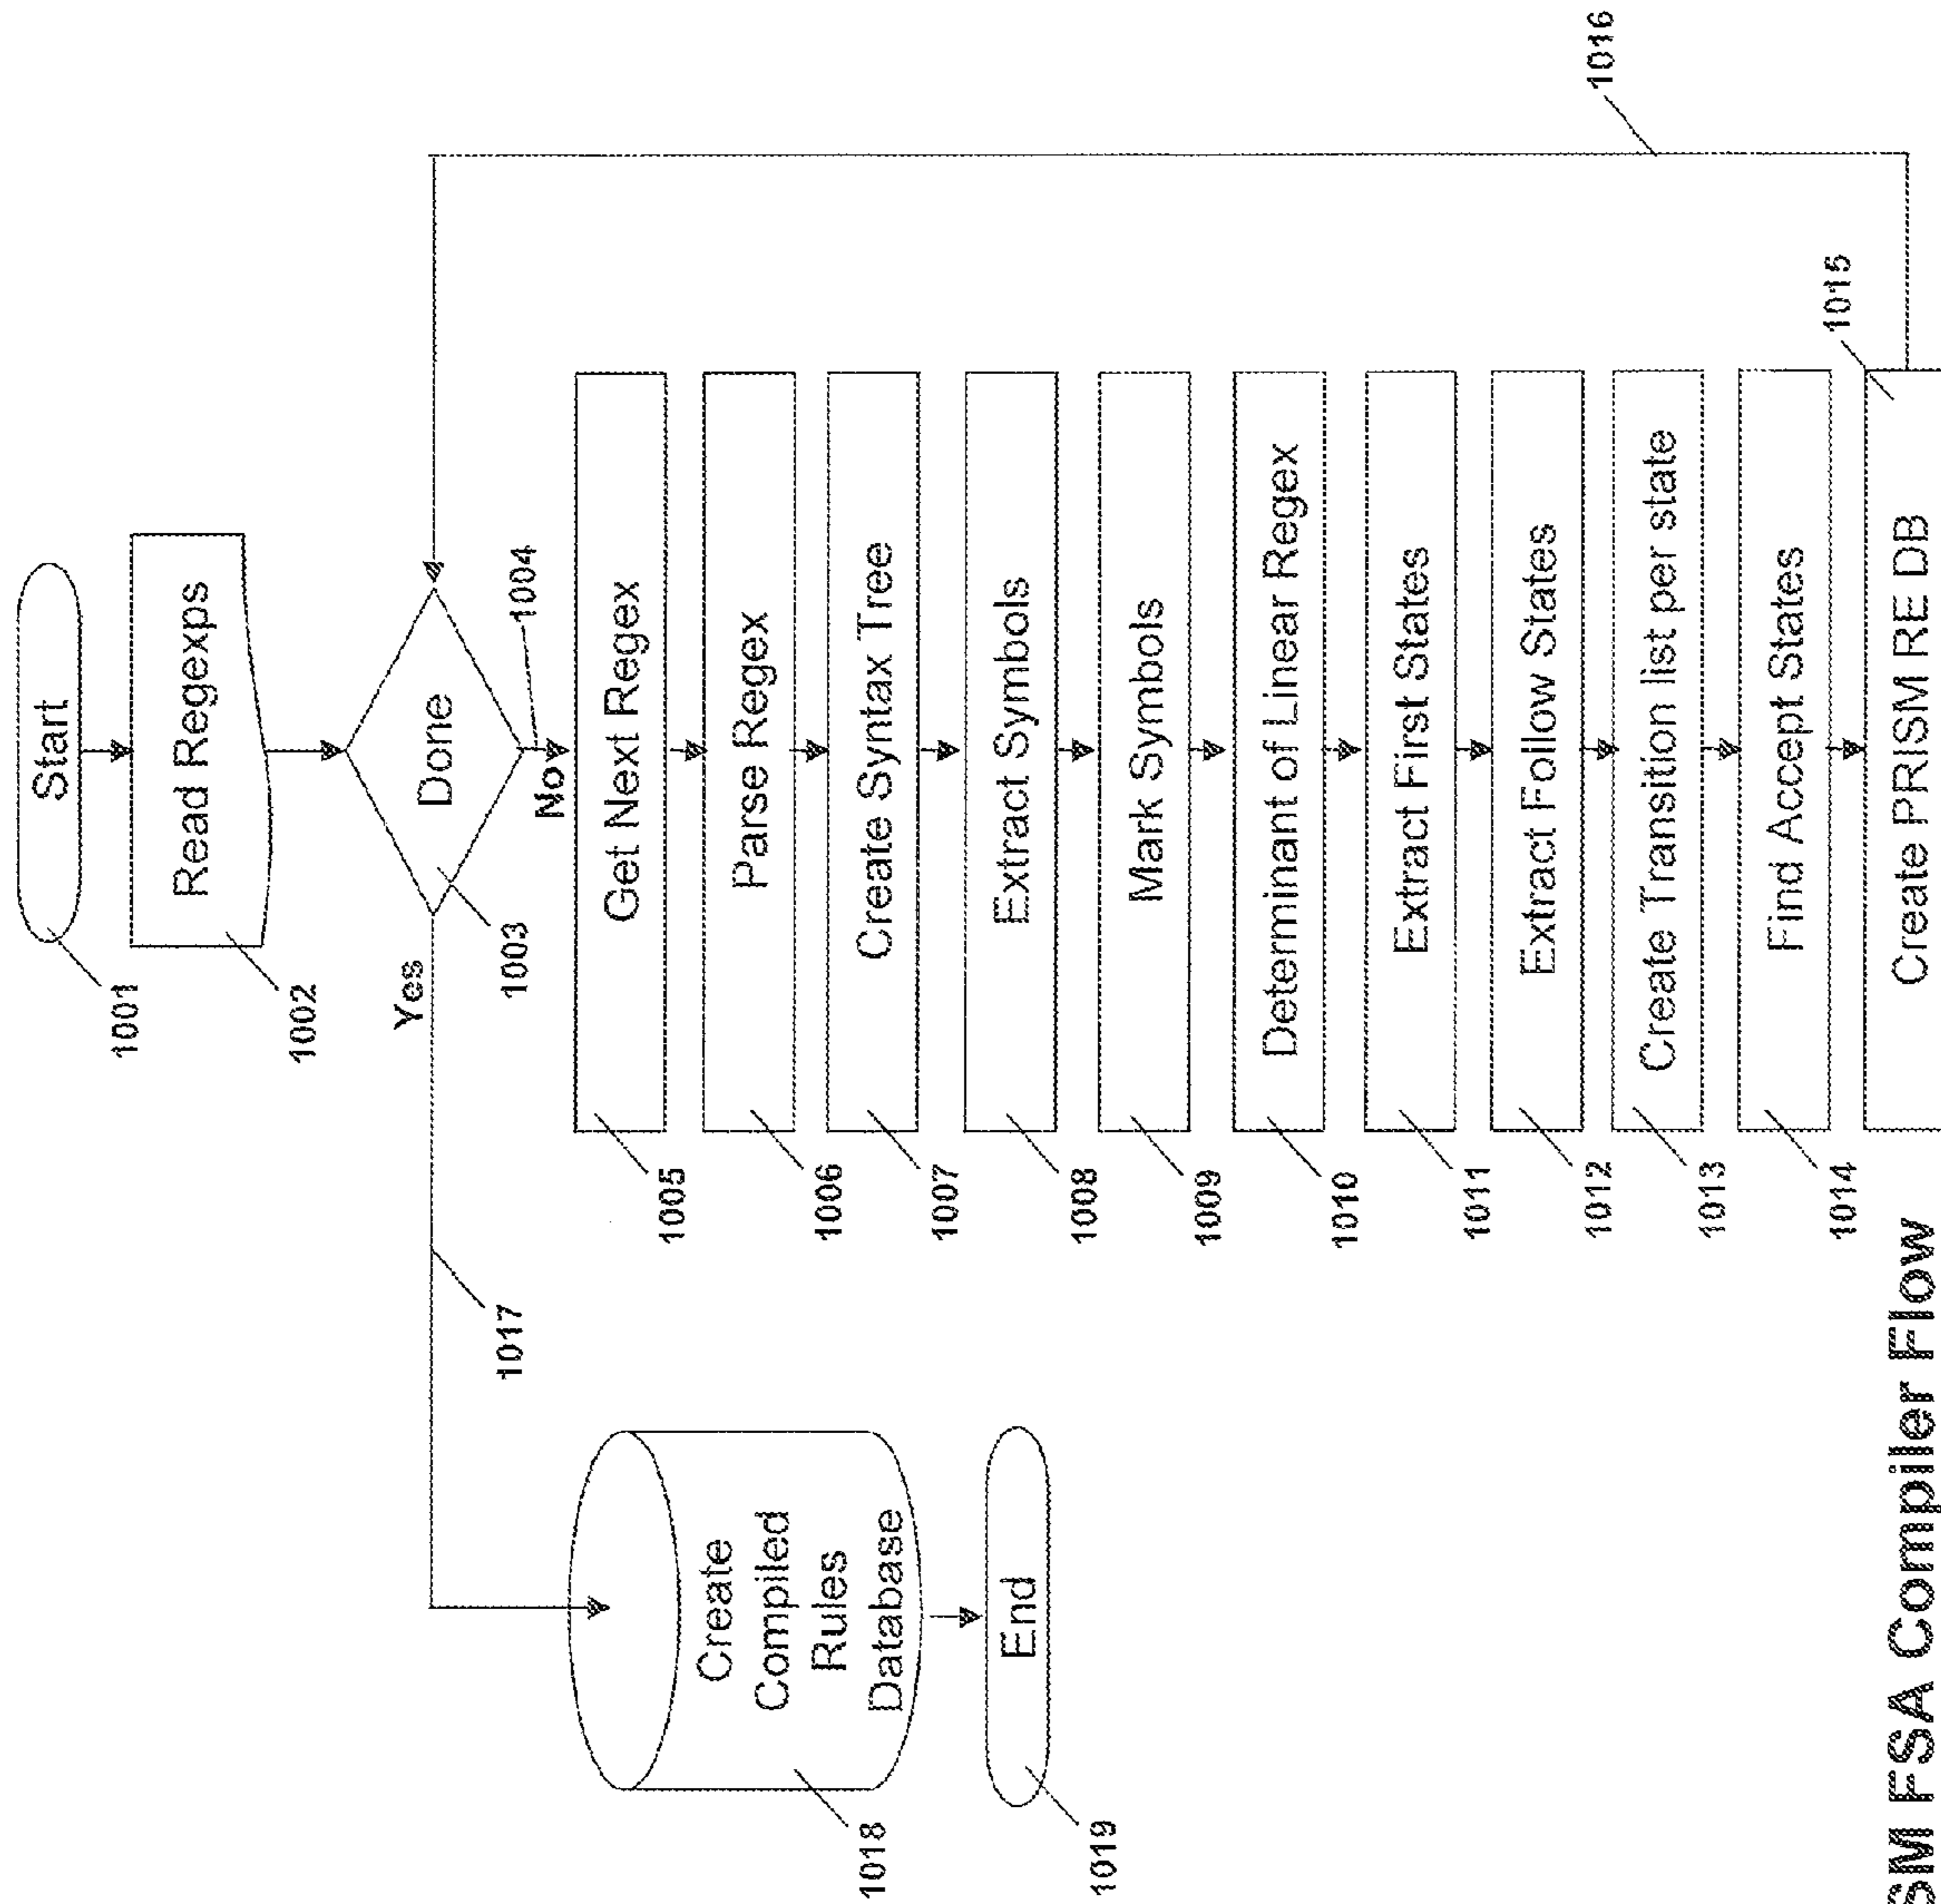 Start
1001
Read Regexps
1002
Done
1003
Yes
No
1004
1016
1017
Get Next Regex
1005
Parse Regex
1006
Create Syntax Tree
1007
Extract Symbols
1008
Mark Symbols
1009
Determinant of Linear Regex
1010
Extract First States
1011
Extract Follow States
1012
Create Transition list per state
1013
Find Accept States
1014
Create PRISM RE DB
1015
Create
Compiled
Rules
Database
1018
End
1019
SM FSA Compiler Flow